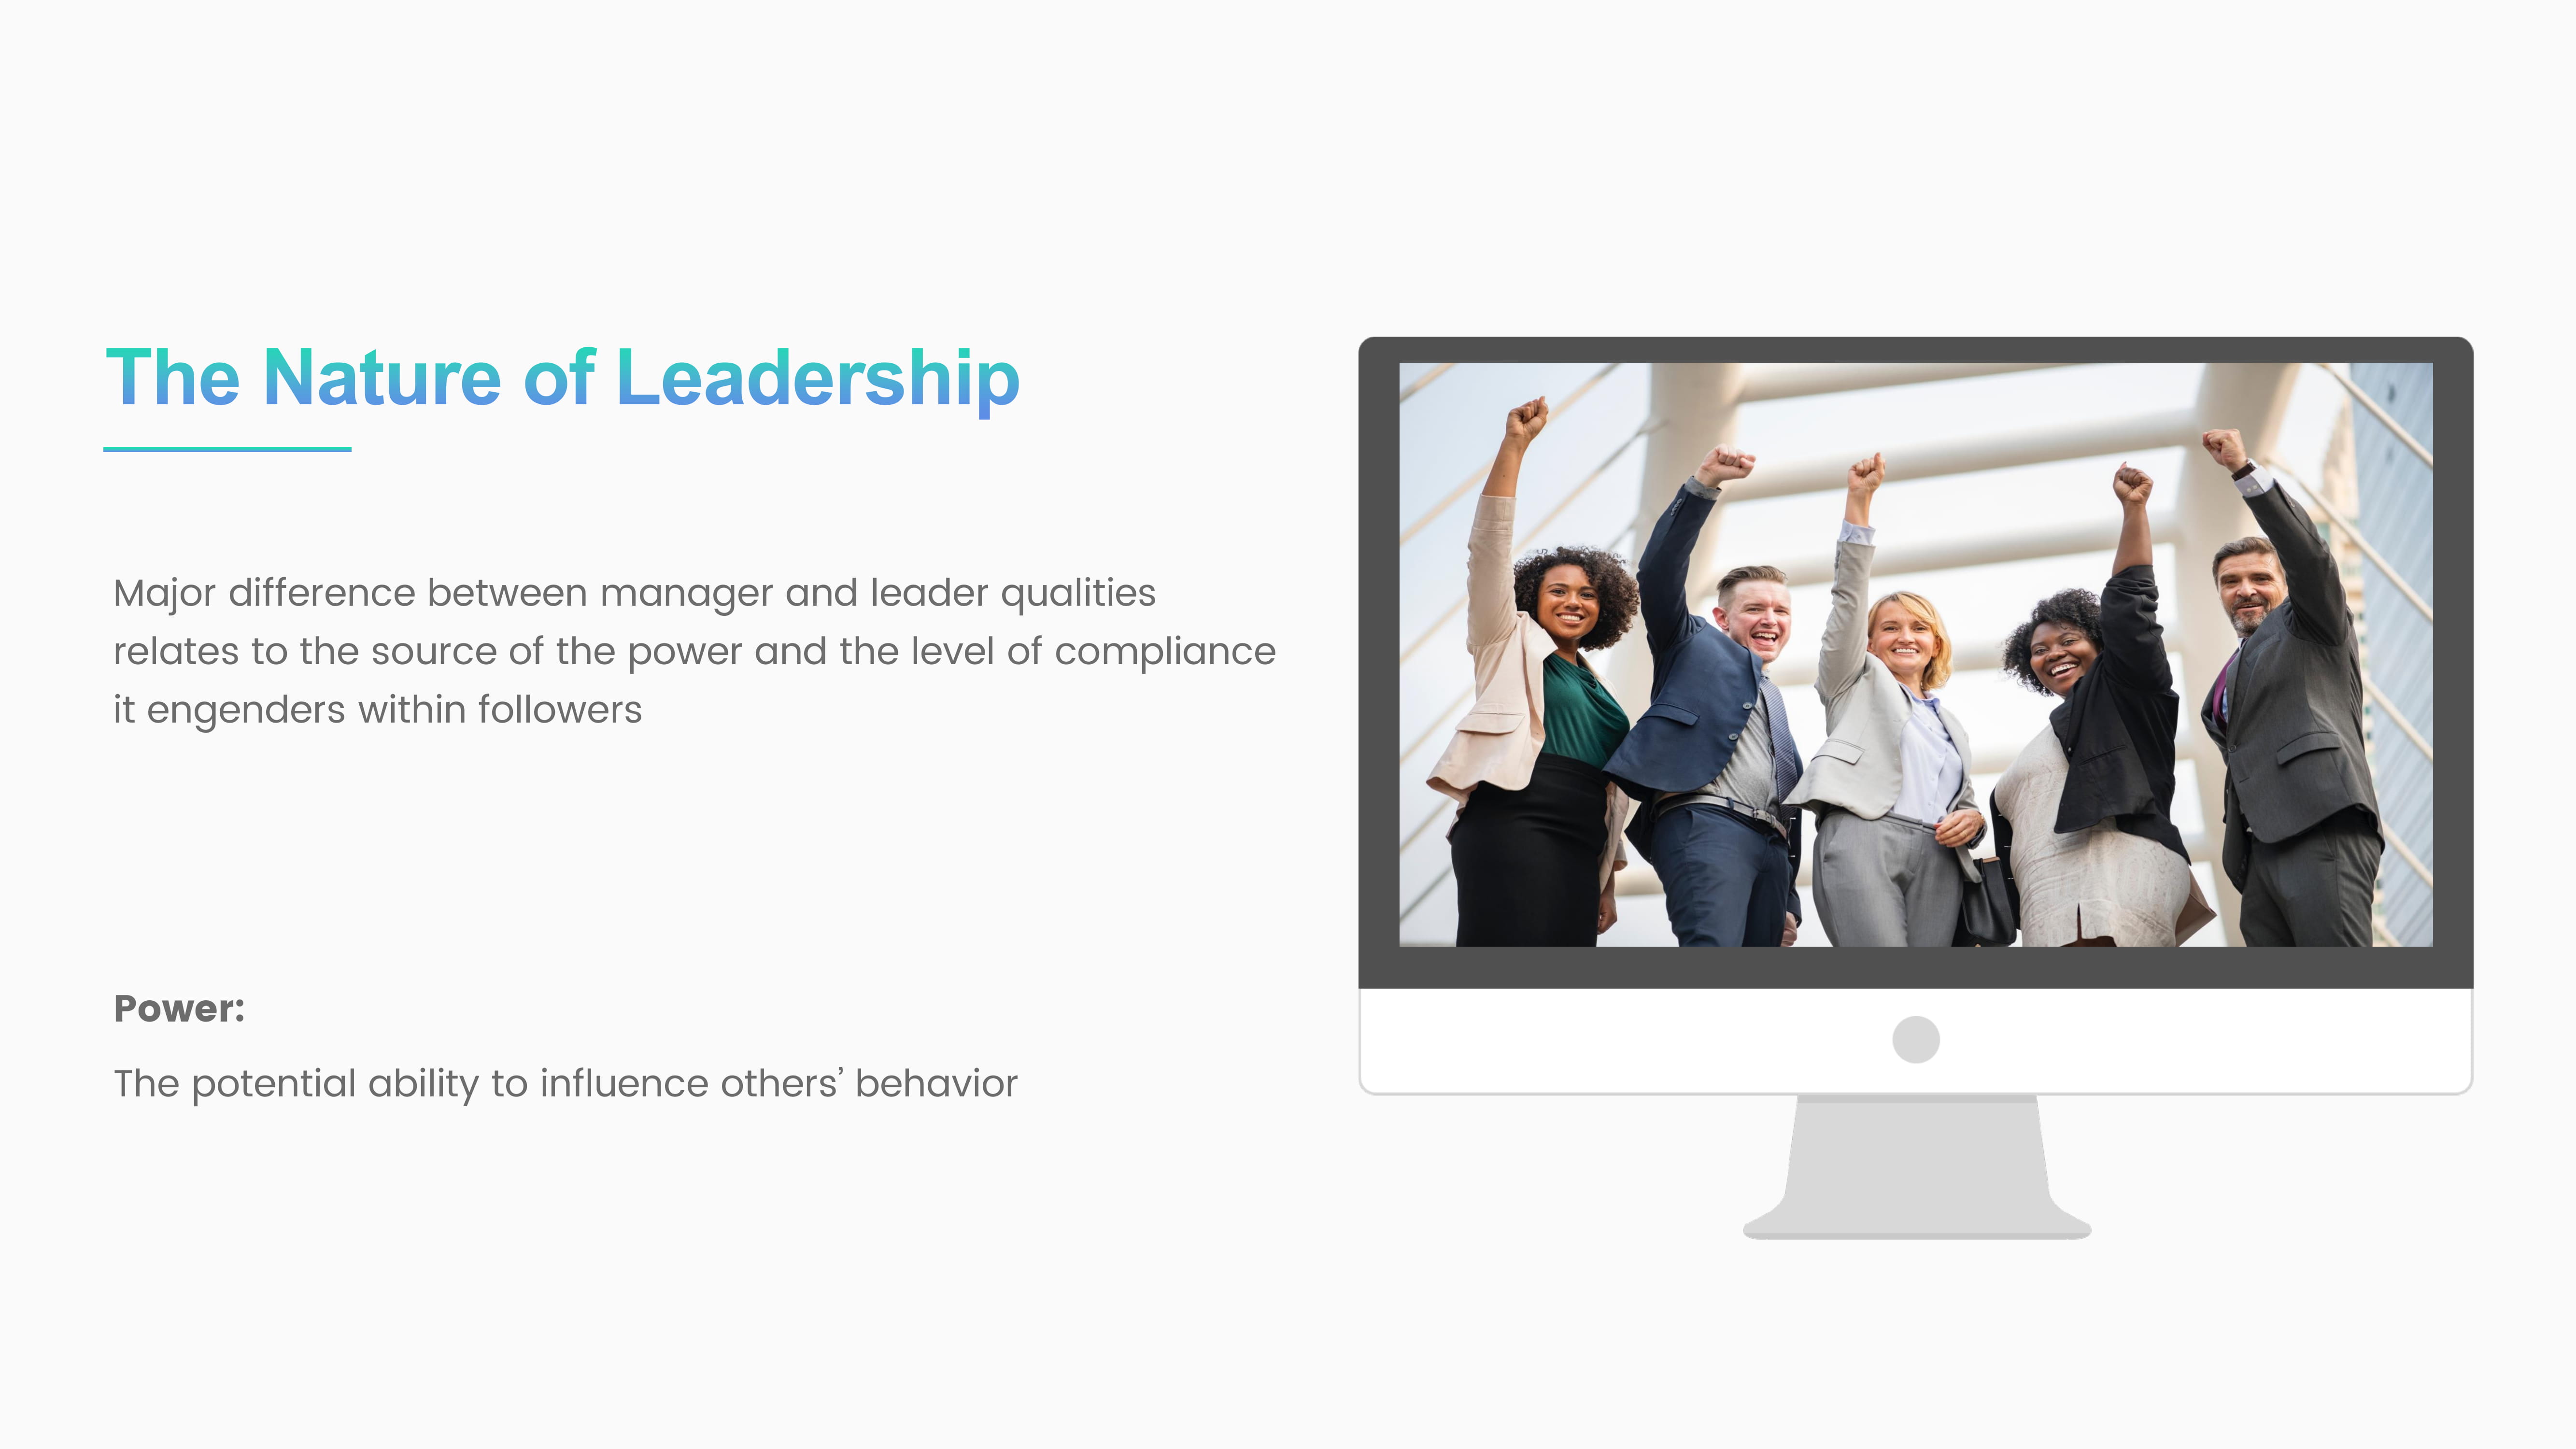 The Nature of Leadership
Major difference between manager and leader qualities
relates to the source of the power and the level of compliance
it engenders within followers
Power:
The potential ability to influence others’ behavior